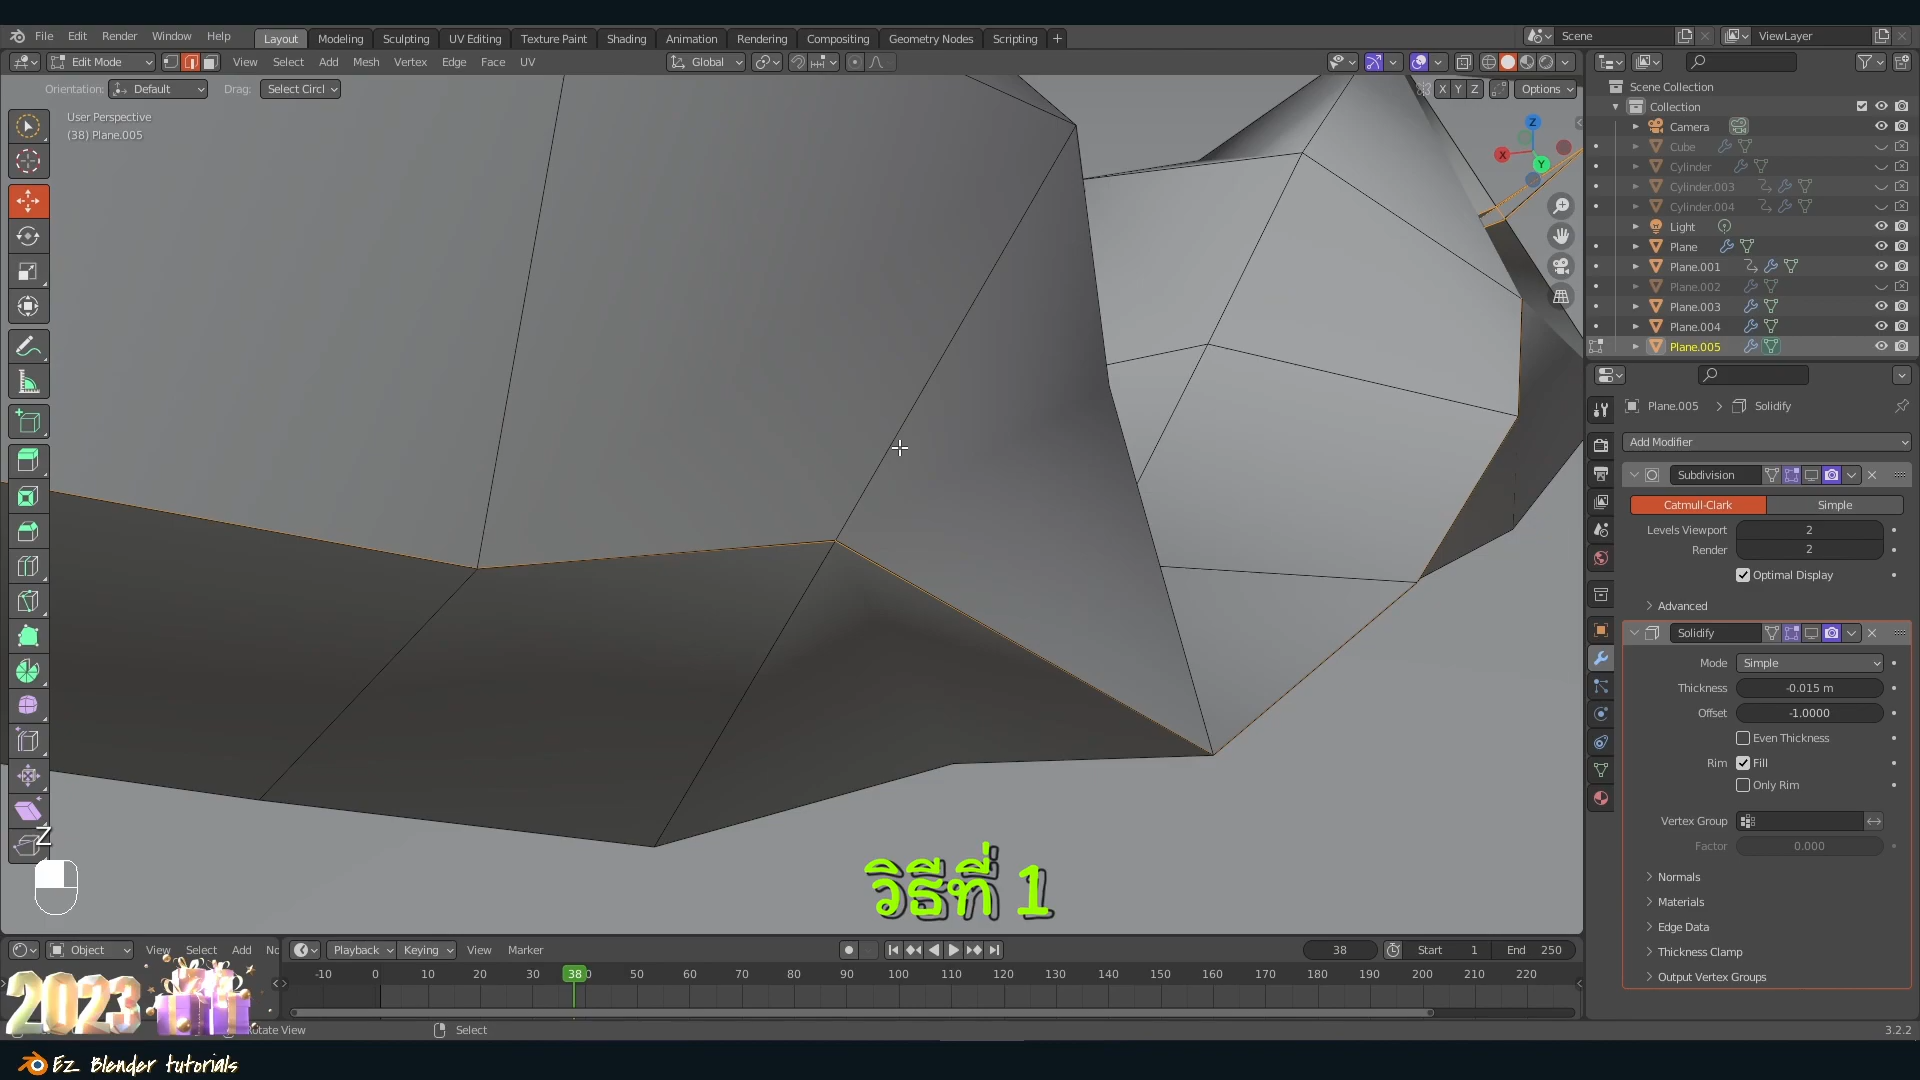 File Edit Render Window Help
Layout Modeling Sculpting UV Editing Texture Paint Shading Animation Rendering Compositing Geometry Nodes Scripting +
Scene
ViewLayer
Edit Mode View Select Add Mesh Vertex Edge Face UV
Global
Orientation: Default Drag: Select Circl
X Y Z Options
User Perspective
(38) Plane.005
Z
X
Y
Scene Collection
Collection
Camera
Cube
Cylinder
Cylinder.003
Cylinder.004
Light
Plane
Plane.001
Plane.002
Plane.003
Plane.004
Plane.005
Plane.005 > Solidify
Add Modifier
Subdivision
Catmull-Clark Simple
Levels Viewport 2
Render 2
Optimal Display
Advanced
Solidify
Mode Simple
Thickness -0.015 m
Offset -1.0000
Even Thickness
Rim Fill
Only Rim
Vertex Group
Factor 0.000
Normals
Materials
Edge Data
Thickness Clamp
Output Vertex Groups
Z
วิธีที่ 1
Object View Select Add
Playback Keying View Marker
38 Start 1 End 250
-10 0 10 20 30 38 50 60 70 80 90 100 110 120 130 140 150 160 170 180 190 200 210 220
2023
Rotate View Select
3.2.2
Ez Blender tutorials